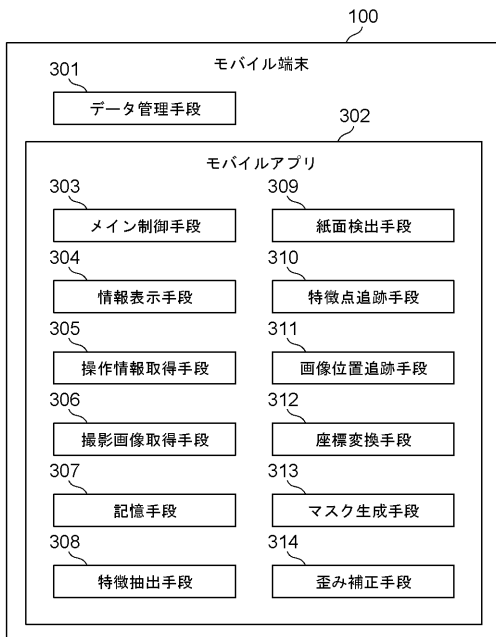 100
モバイル端末
301
データ管理手段
302
モバイルアプリ
303
メイン制御手段
304
情報表示手段
305
操作情報取得手段
306
撮影画像取得手段
307
記憶手段
308
特徴抽出手段
309
紙面検出手段
310
特徴点追跡手段
311
画像位置追跡手段
312
座標変換手段
313
マスク生成手段
314
歪み補正手段